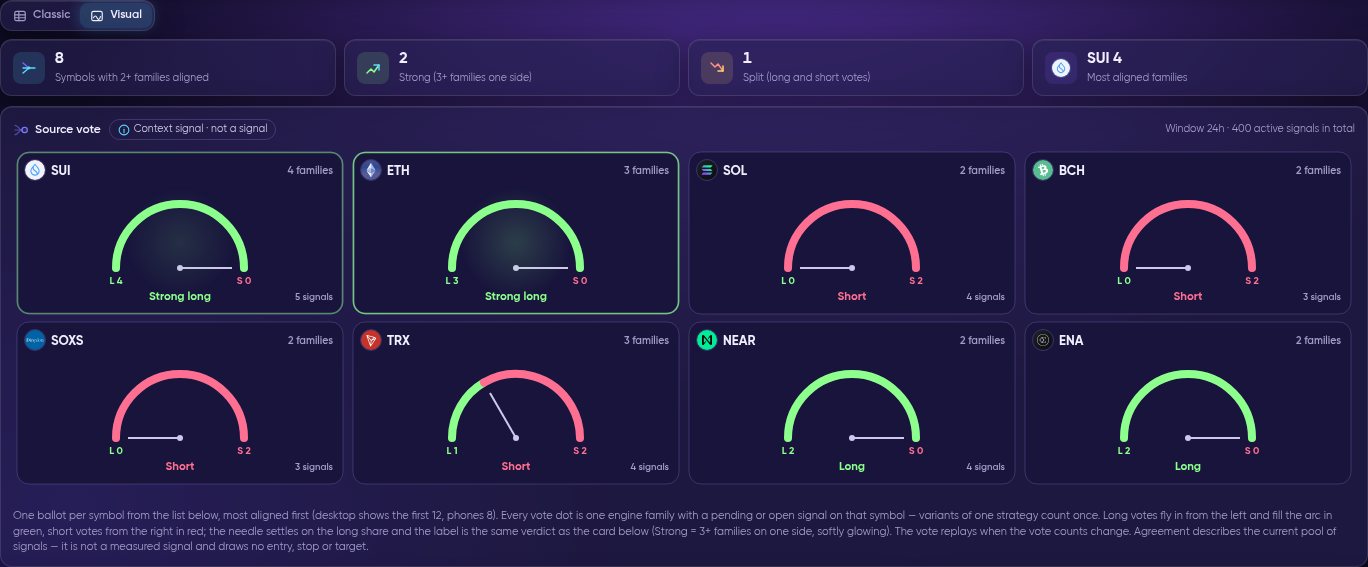 Classic
Visual
8
Symbols with 2+ families aligned
2
Strong (3+ families one side)
1
Split (long and short votes)
SUI 4
Most aligned families
Source vote
Context signal · not a signal
Window 24h · 400 active signals in total
SUI
4 families
L 4
S 0
Strong long
5 signals
ETH
3 families
L 3
S 0
Strong long
SOL
2 families
L 0
S 2
Short
4 signals
BCH
2 families
L 0
S 2
Short
3 signals
SOXS
2 families
L 0
S 2
Short
3 signals
TRX
3 families
L 1
S 2
Short
4 signals
NEAR
2 families
L 2
S 0
Long
4 signals
ENA
2 families
L 2
S 0
Long
One ballot per symbol from the list below, most aligned first (desktop shows the first 12, phones 8). Every vote dot is one engine family with a pending or open signal on that symbol — variants of one strategy count once. Long votes fly in from the left and fill the arc in
green, short votes from the right in red; the needle settles on the long share and the label is the same verdict as the card below (Strong = 3+ families on one side, softly glowing). The vote replays when the vote counts change. Agreement describes the current pool of
signals — it is not a measured signal and draws no entry, stop or target.